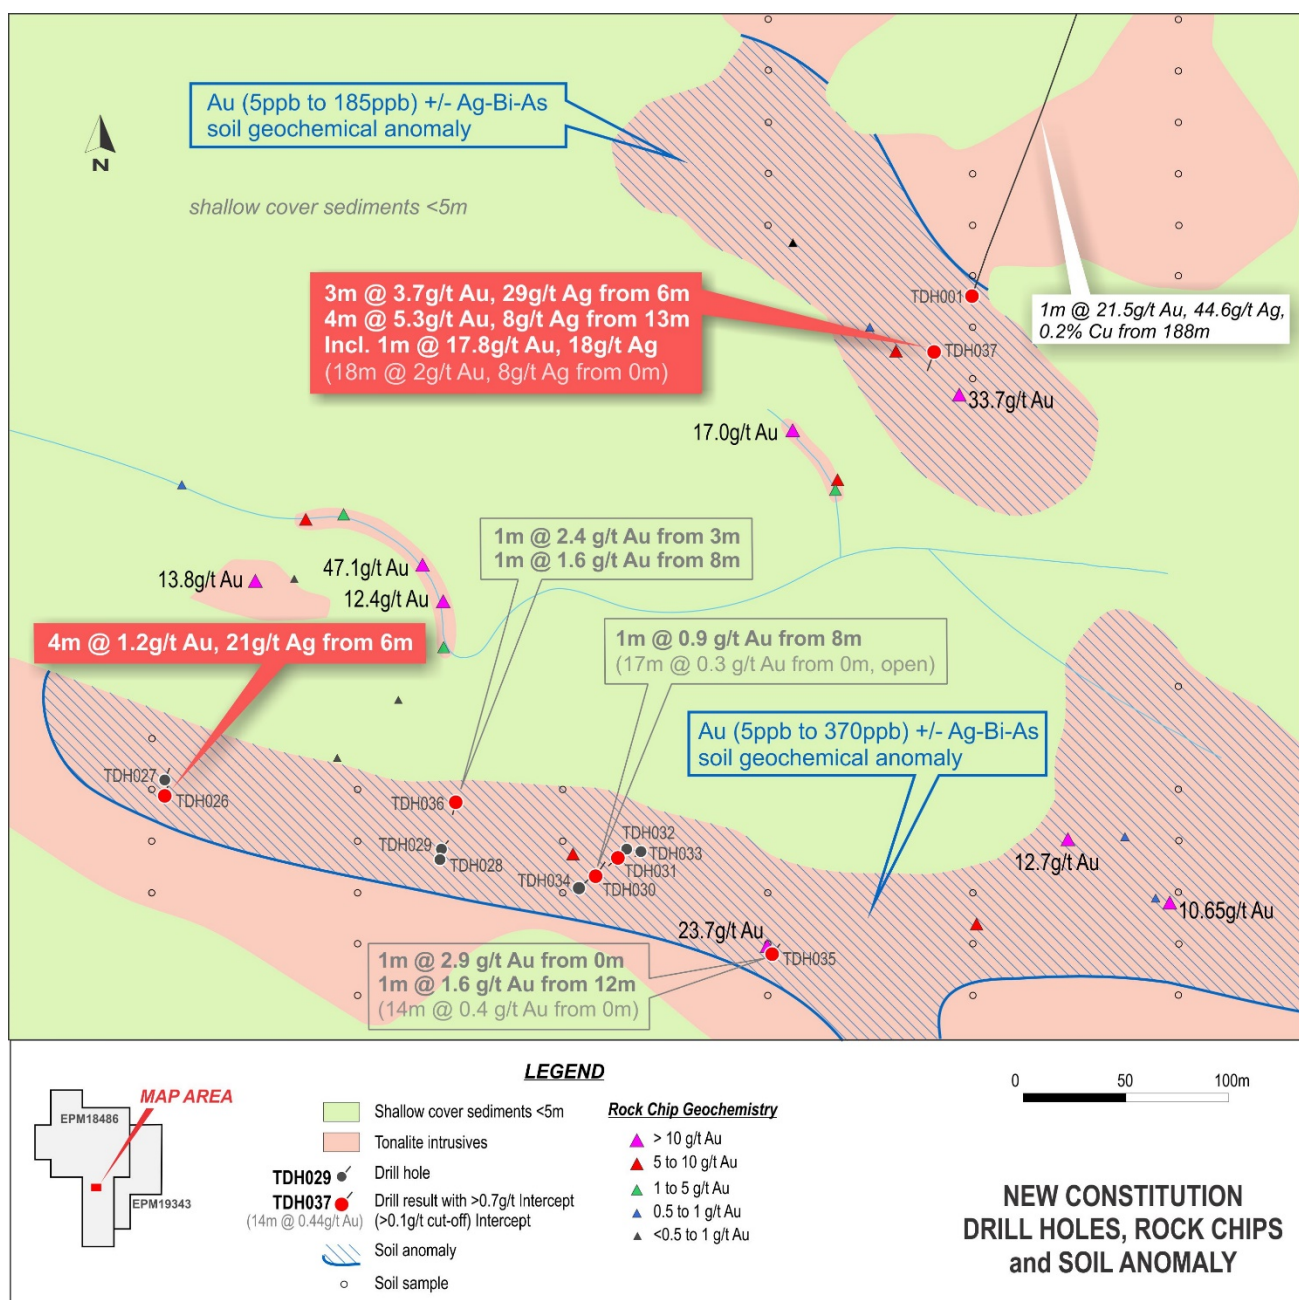 Au (5ppb to 185ppb) +/- Ag-Bi-As
soil geochemical anomaly
N
shallow cover sediments <5m
3m @ 3.7g/t Au, 29g/t Ag from 6m
4m @ 5.3g/t Au, 8g/t Ag from 13m
Incl. 1m @ 17.8g/t Au, 18g/t Ag
(18m @ 2g/t Au, 8g/t Ag from 0m)
TDH001
1m @ 21.5g/t Au, 44.6g/t Ag,
0.2% Cu from 188m
TDH037
33.7g/t Au
17.0g/t Au
1m @ 2.4 g/t Au from 3m
1m @ 1.6 g/t Au from 8m
13.8g/t Au
47.1g/t Au
12.4g/t Au
4m @ 1.2g/t Au, 21g/t Ag from 6m
1m @ 0.9 g/t Au from 8m
(17m @ 0.3 g/t Au from 0m, open)
Au (5ppb to 370ppb) +/- Ag-Bi-As
soil geochemical anomaly
TDH027
TDH026
TDH036
TDH029
TDH028
TDH032
TDH033
TDH031
TDH034
TDH030
12.7g/t Au
10.65g/t Au
23.7g/t Au
TDH035
1m @ 2.9 g/t Au from 0m
1m @ 1.6 g/t Au from 12m
(14m @ 0.4 g/t Au from 0m)
MAP AREA
EPM18486
EPM19343
LEGEND
Shallow cover sediments <5m
Tonalite intrusives
TDH029
Drill hole
TDH037
Drill result with >0.7g/t Intercept
(14m @ 0.44g/t Au)
(>0.1g/t cut-off) Intercept
Soil anomaly
Soil sample
Rock Chip Geochemistry
> 10 g/t Au
5 to 10 g/t Au
1 to 5 g/t Au
0.5 to 1 g/t Au
<0.5 to 1 g/t Au
0 50 100m
NEW CONSTITUTION
DRILL HOLES, ROCK CHIPS
and SOIL ANOMALY